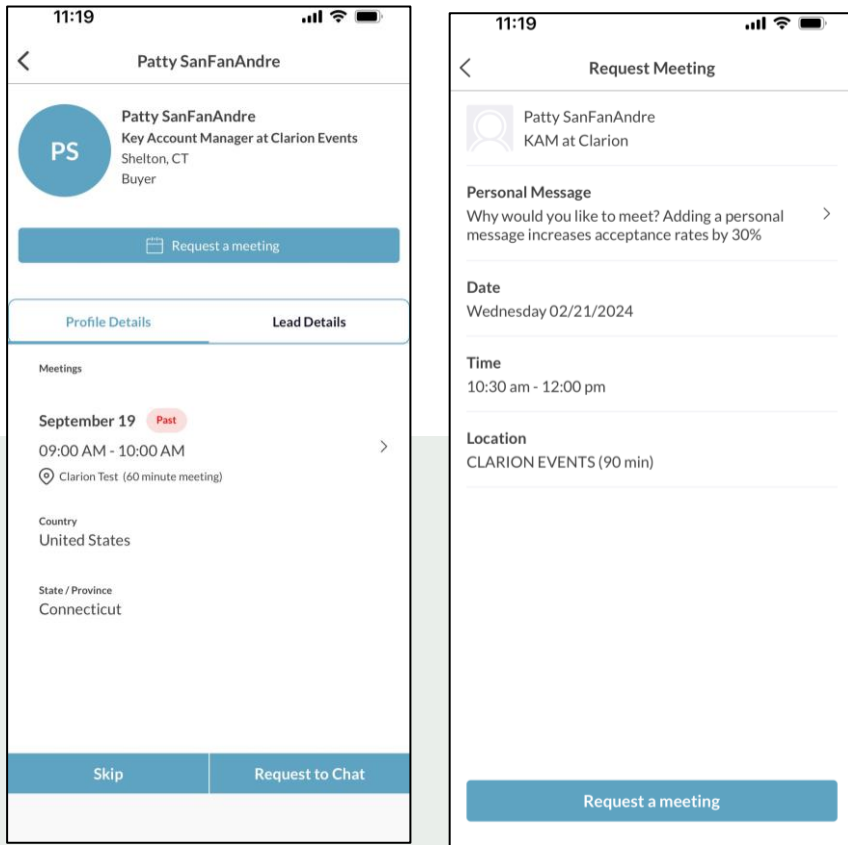 11:19
Patty SanFanAndre
PS
Patty SanFanAndre
Key Account Manager at Clarion Events
Shelton, CT
Buyer
Request a meeting
Profile Details
Lead Details
Meetings
September 19
Past
09:00 AM - 10:00 AM
Clarion Test (60 minute meeting)
Country
United States
State / Province
Connecticut
Skip
Request to Chat
11:19
Request Meeting
Patty SanFanAndre
KAM at Clarion
Personal Message
Why would you like to meet? Adding a personal
message increases acceptance rates by 30%
Date
Wednesday 02/21/2024
Time
10:30 am - 12:00 pm
Location
CLARION EVENTS (90 min)
Request a meeting